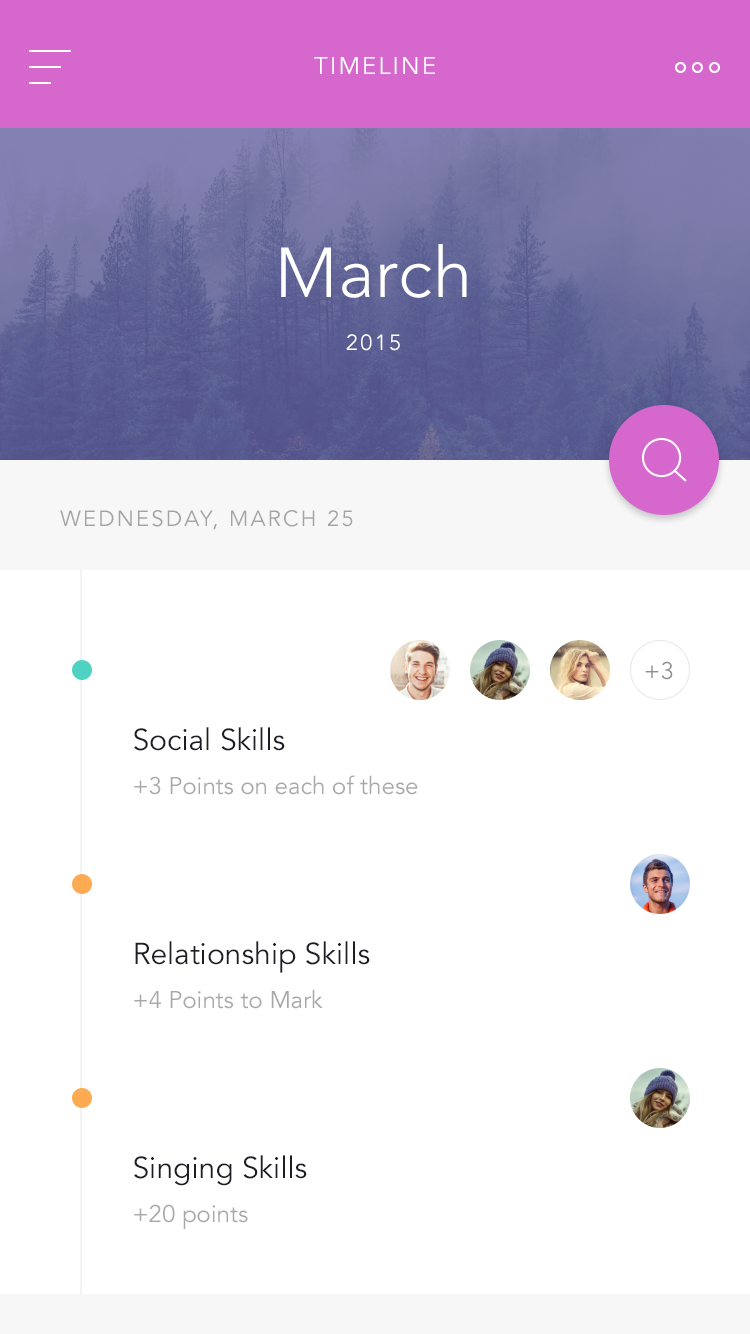 TIMELINE
March
2015
WEDNESDAY, MARCH 25
+3
Social Skills
+3 Points on each of these
Relationship Skills
+4 Points to Mark
Singing Skills
+20 points